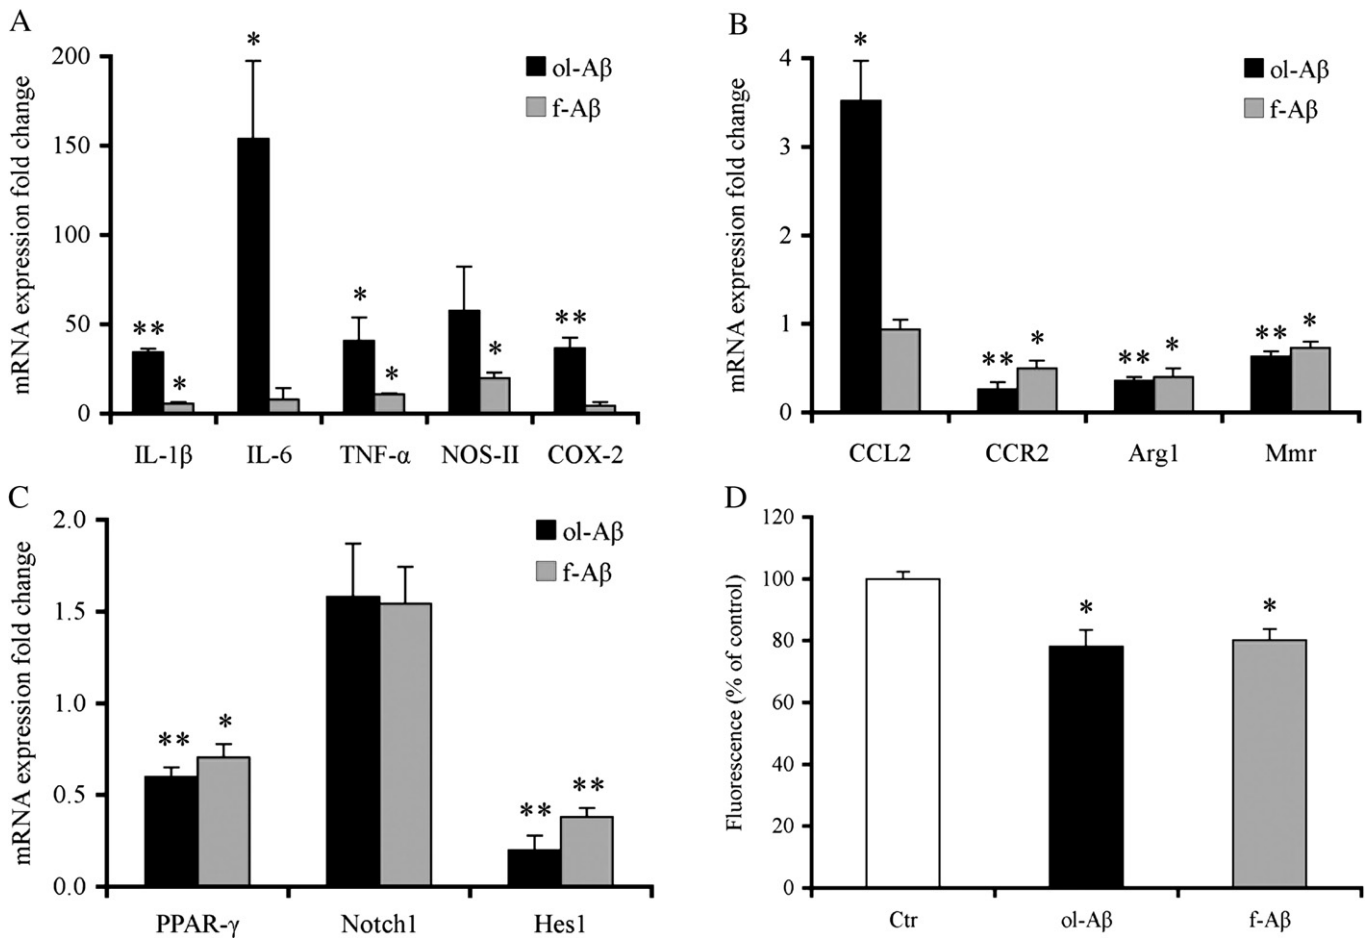 A
mRNA expression fold change
200
150
100
50
0
*
** * * * * **
ol-Aβ
f-Aβ
IL-1β IL-6 TNF-α NOS-II COX-2
B
mRNA expression fold change
4
3
2
1
0
*
** * ** * ** *
ol-Aβ
f-Aβ
CCL2 CCR2 Arg1 Mmr
C
mRNA expression fold change
2.0
1.5
1.0
0.5
0.0
** * ** **
ol-Aβ
f-Aβ
PPAR-γ Notch1 Hes1
D
Fluorescence (% of control)
120
100
80
60
40
20
0
* *
Ctr ol-Aβ f-Aβ